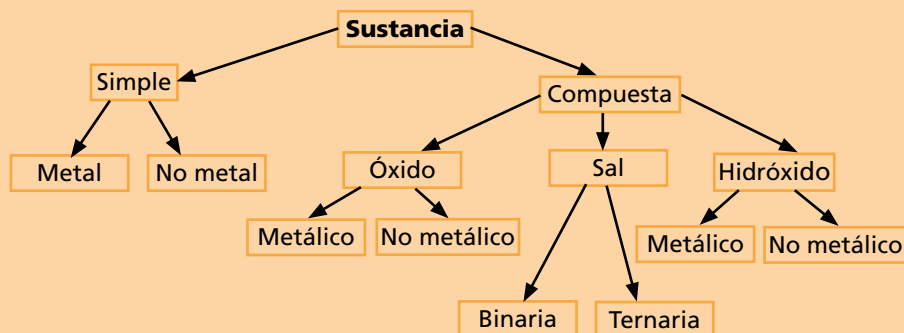 Sustancia
Simple
Compuesta
Metal
No metal
Óxido
Sal
Hidróxido
Metálico
No metálico
Metálico
No metálico
Binaria
Ternaria